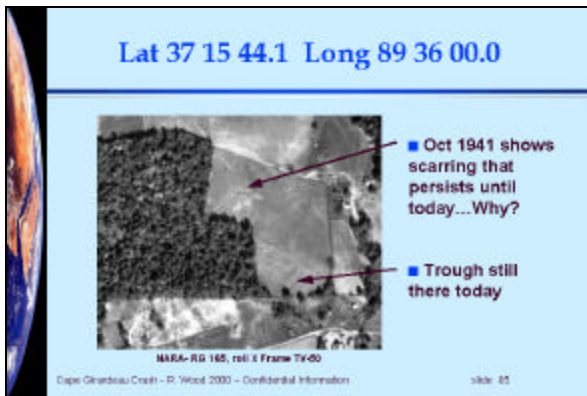 Lat 37 15 44.1 Long 89 36 00.0
■ Oct 1941 shows
scarring that
persists until
today...Why?
■ Trough still
there today
NARA- RG 165, roll X Frame TV-50
Cape Girardeau Crash - R. Wood 2000 – Confidential Information
slide 85